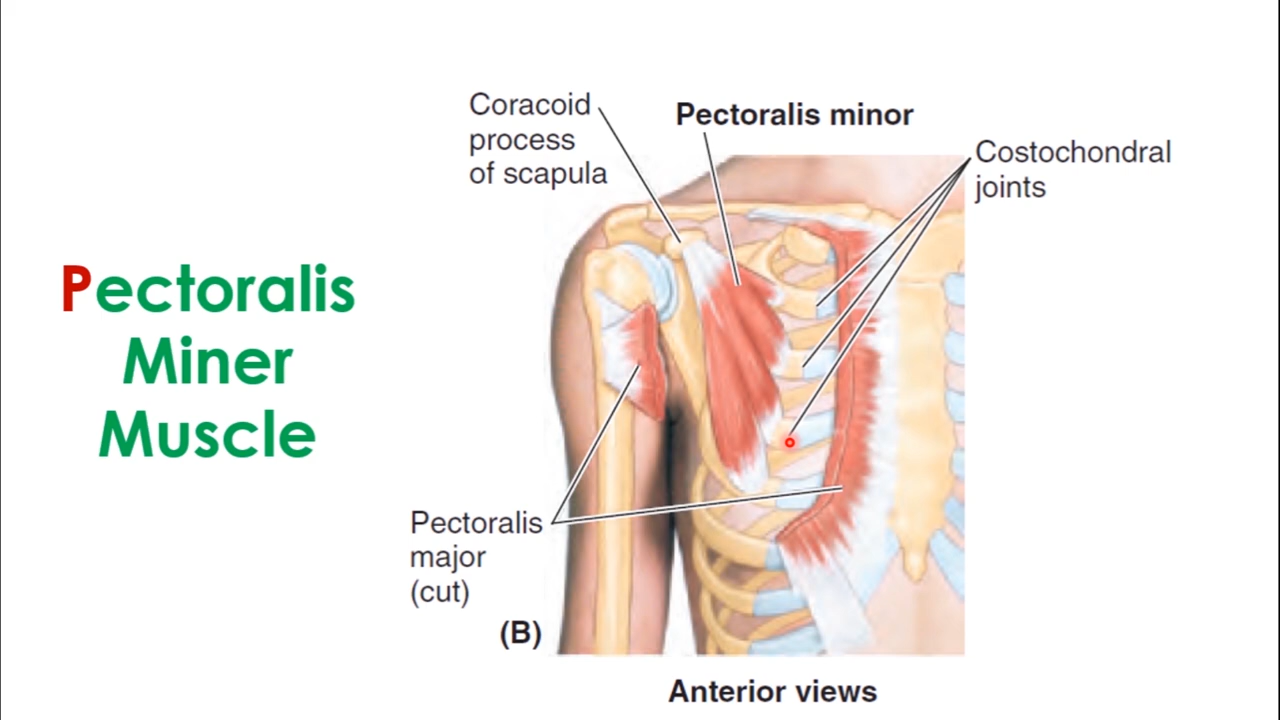 Pectoralis
Miner
Muscle
Coracoid
process
of scapula
Pectoralis minor
Costochondral
joints
Pectoralis
major
(cut)
(B)
Anterior views